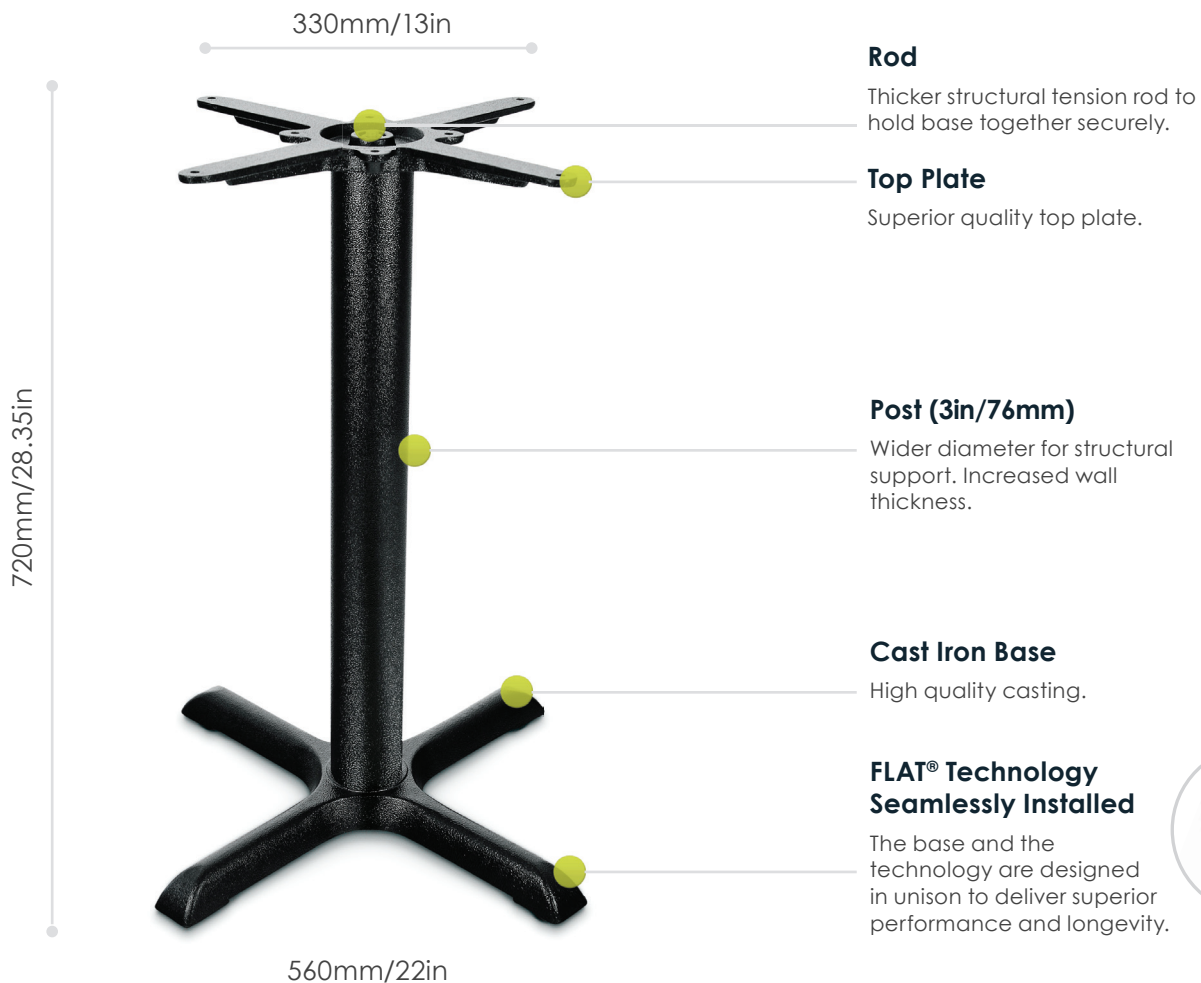 330mm/13in
Rod
Thicker structural tension rod to
hold base together securely.
Top Plate
Superior quality top plate.
720mm/28.35in
Post (3in/76mm)
Wider diameter for structural
support. Increased wall
thickness.
Cast Iron Base
High quality casting.
FLAT® Technology
Seamlessly Installed
The base and the
technology are designed
in unison to deliver superior
performance and longevity.
560mm/22in